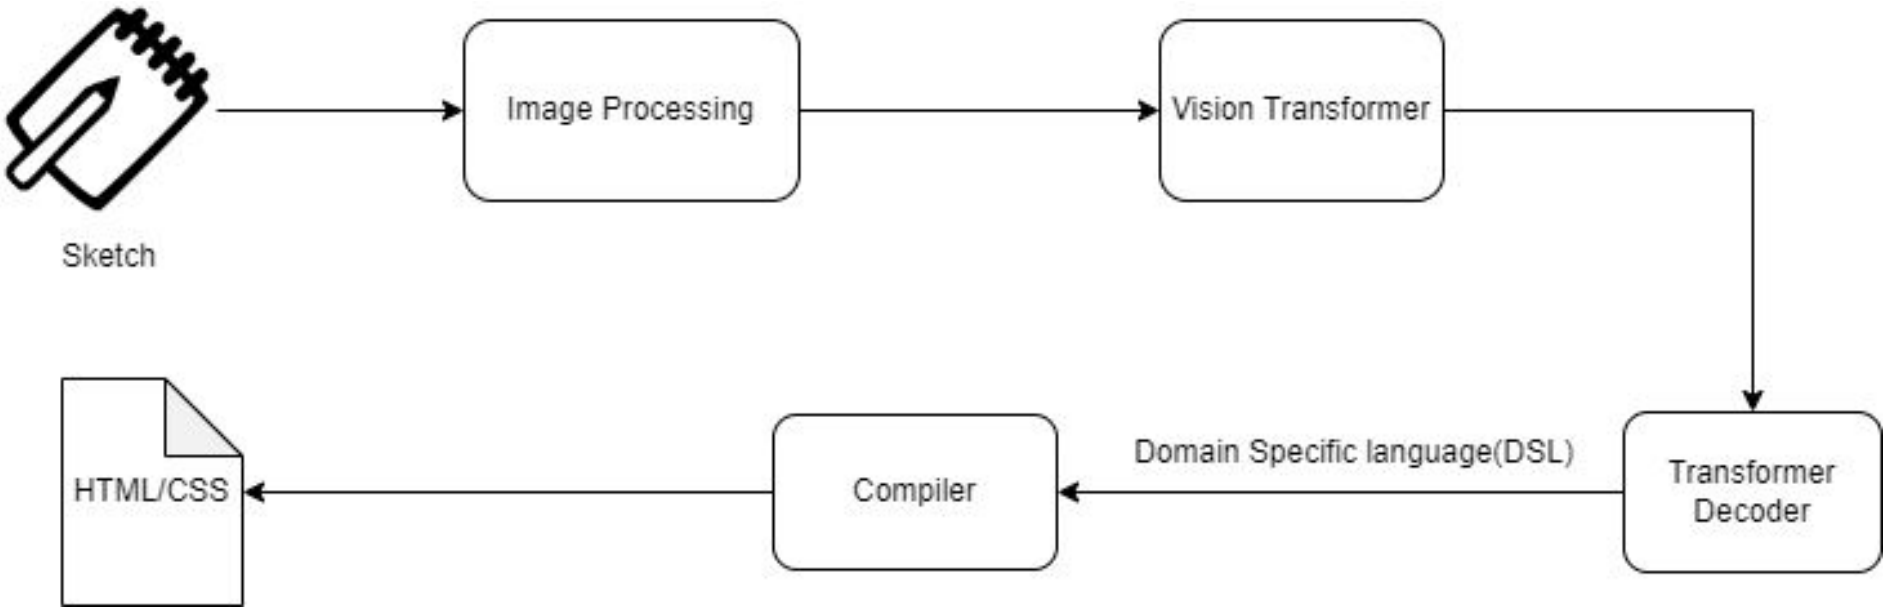 Image Processing
Vision Transformer
Sketch
HTML/CSS
Compiler
Domain Specific language(DSL)
Transformer
Decoder